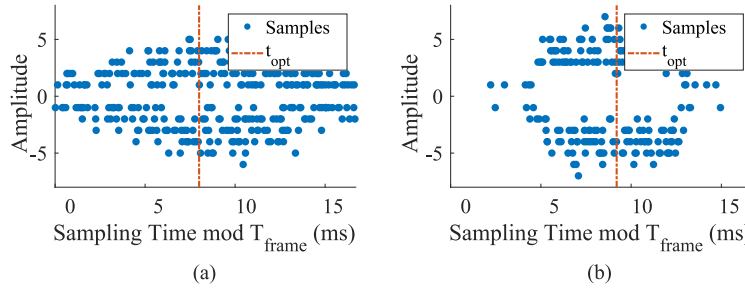 5
0
-5
Amplitude
Samples
t_opt
0 5 10 15
Sampling Time mod T_frame (ms)
(a)
5
0
-5
Amplitude
Samples
t_opt
5 10 15
Sampling Time mod T_frame (ms)
(b)